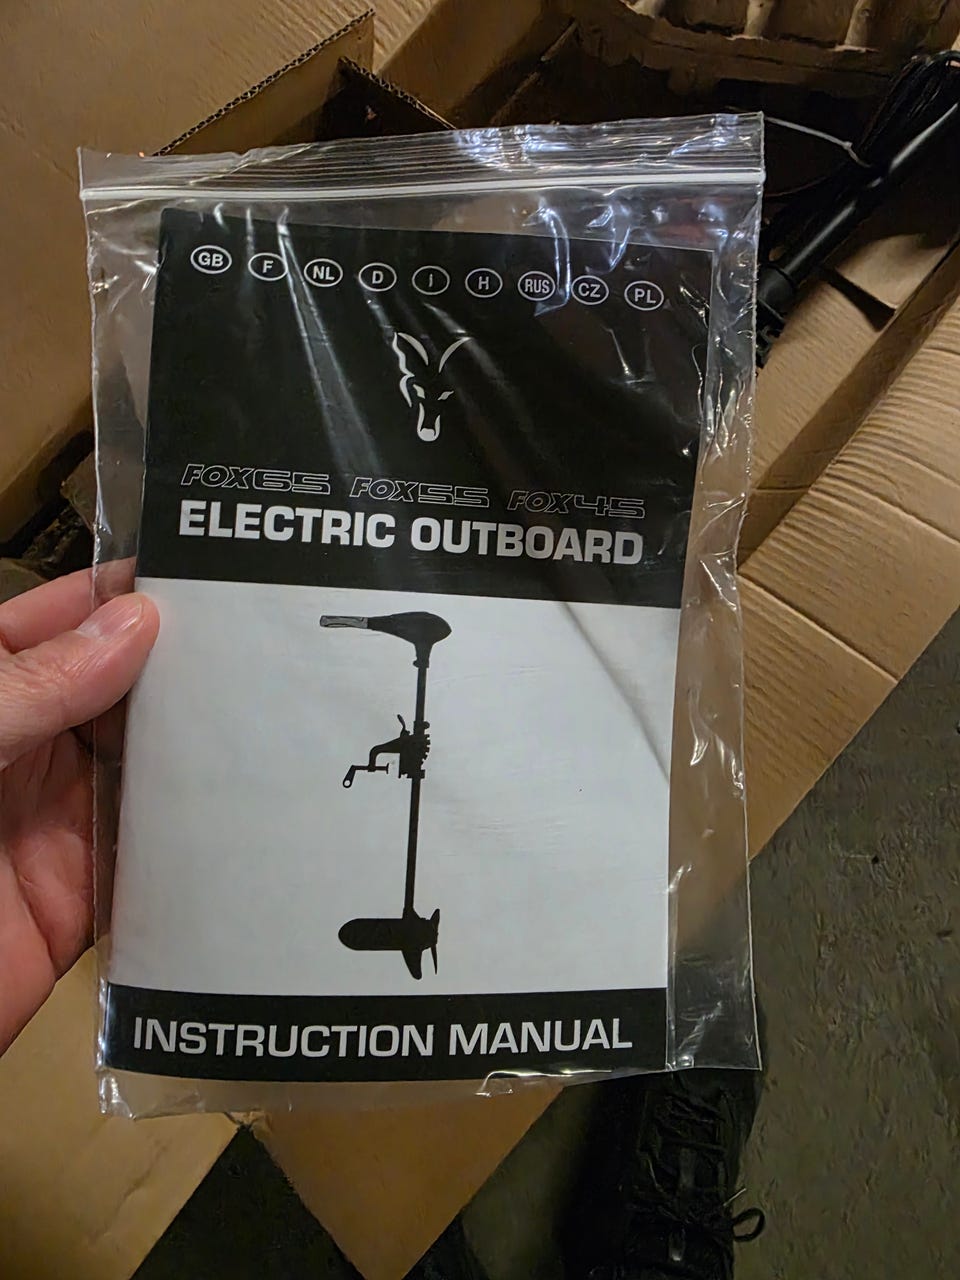 GB F NL D I H RUS CZ PL
FOX65 FOX55 FOX45
ELECTRIC OUTBOARD
INSTRUCTION MANUAL